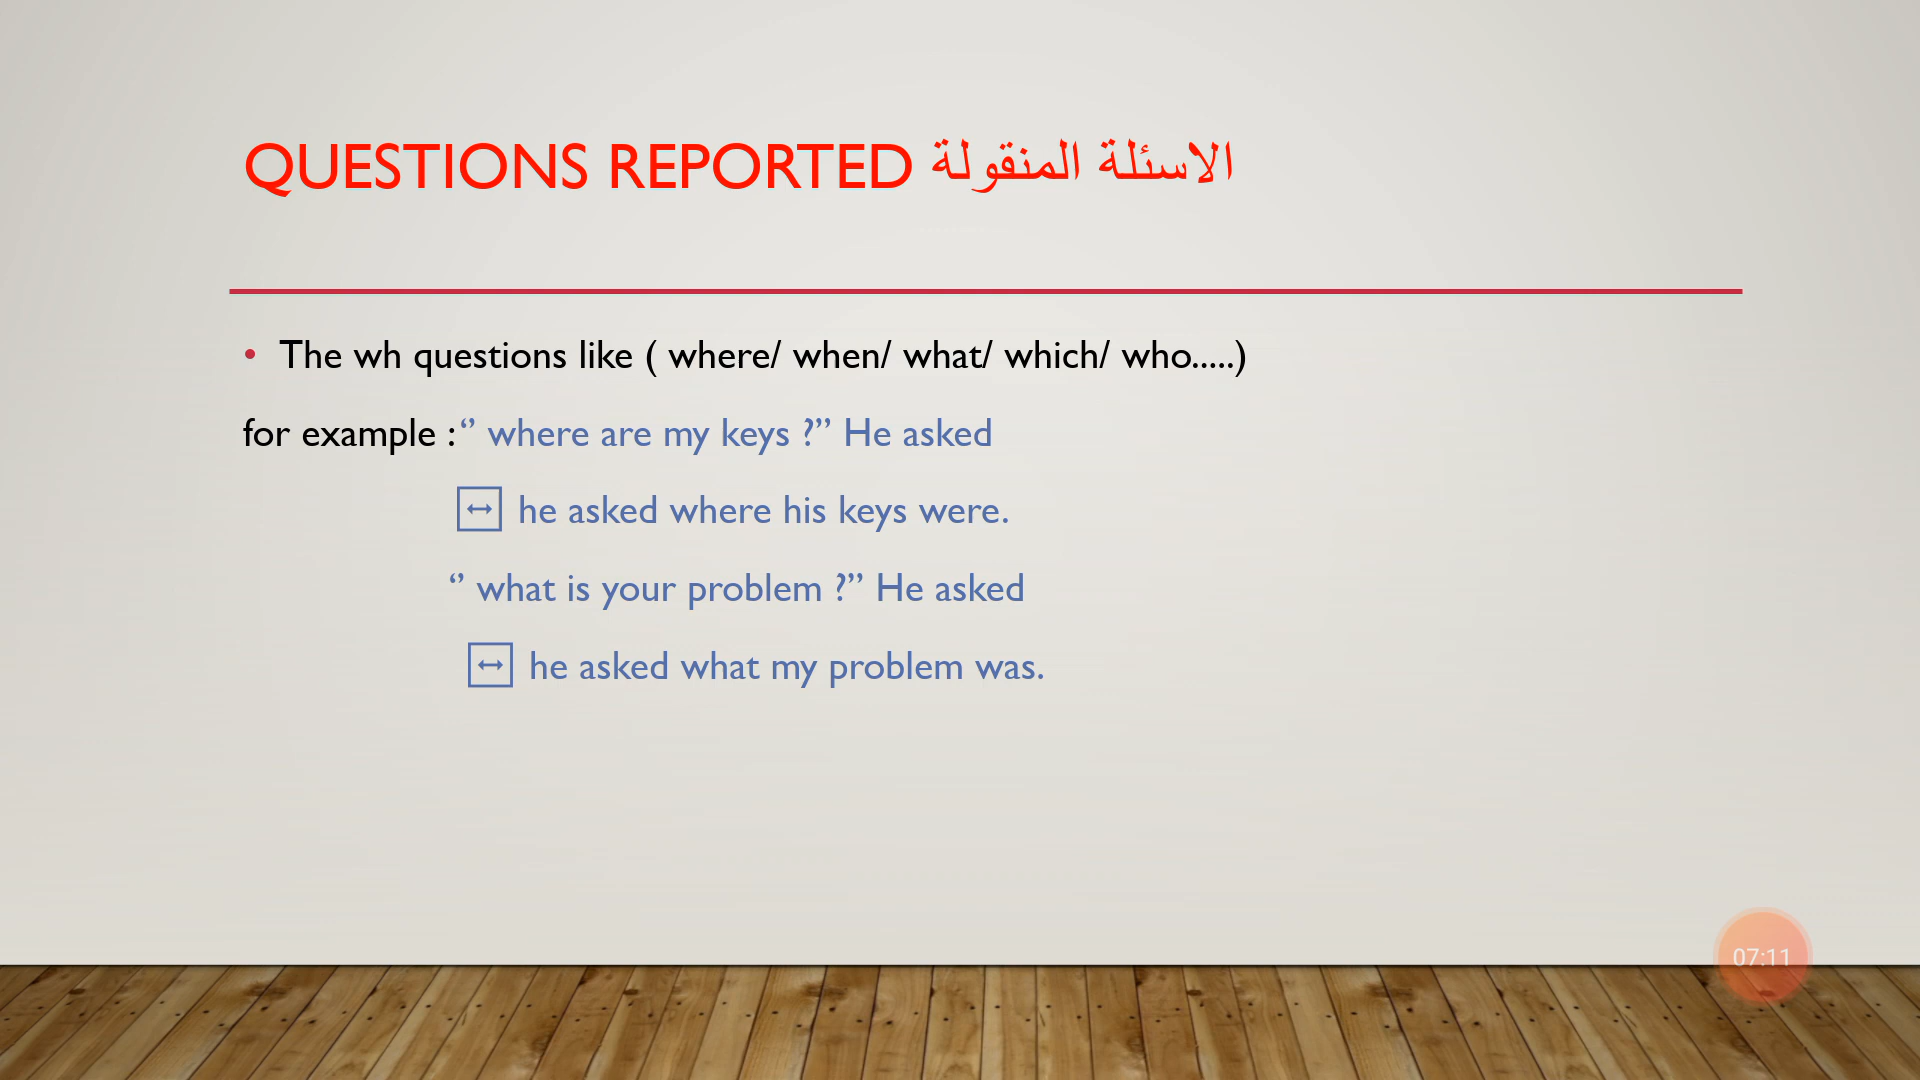 QUESTIONS REPORTED الاسئلة المنقولة
• The wh questions like ( where/ when/ what/ which/ who.....)
for example : “ where are my keys ?” He asked
↔ he asked where his keys were.
“ what is your problem ?” He asked
↔ he asked what my problem was.
07:11